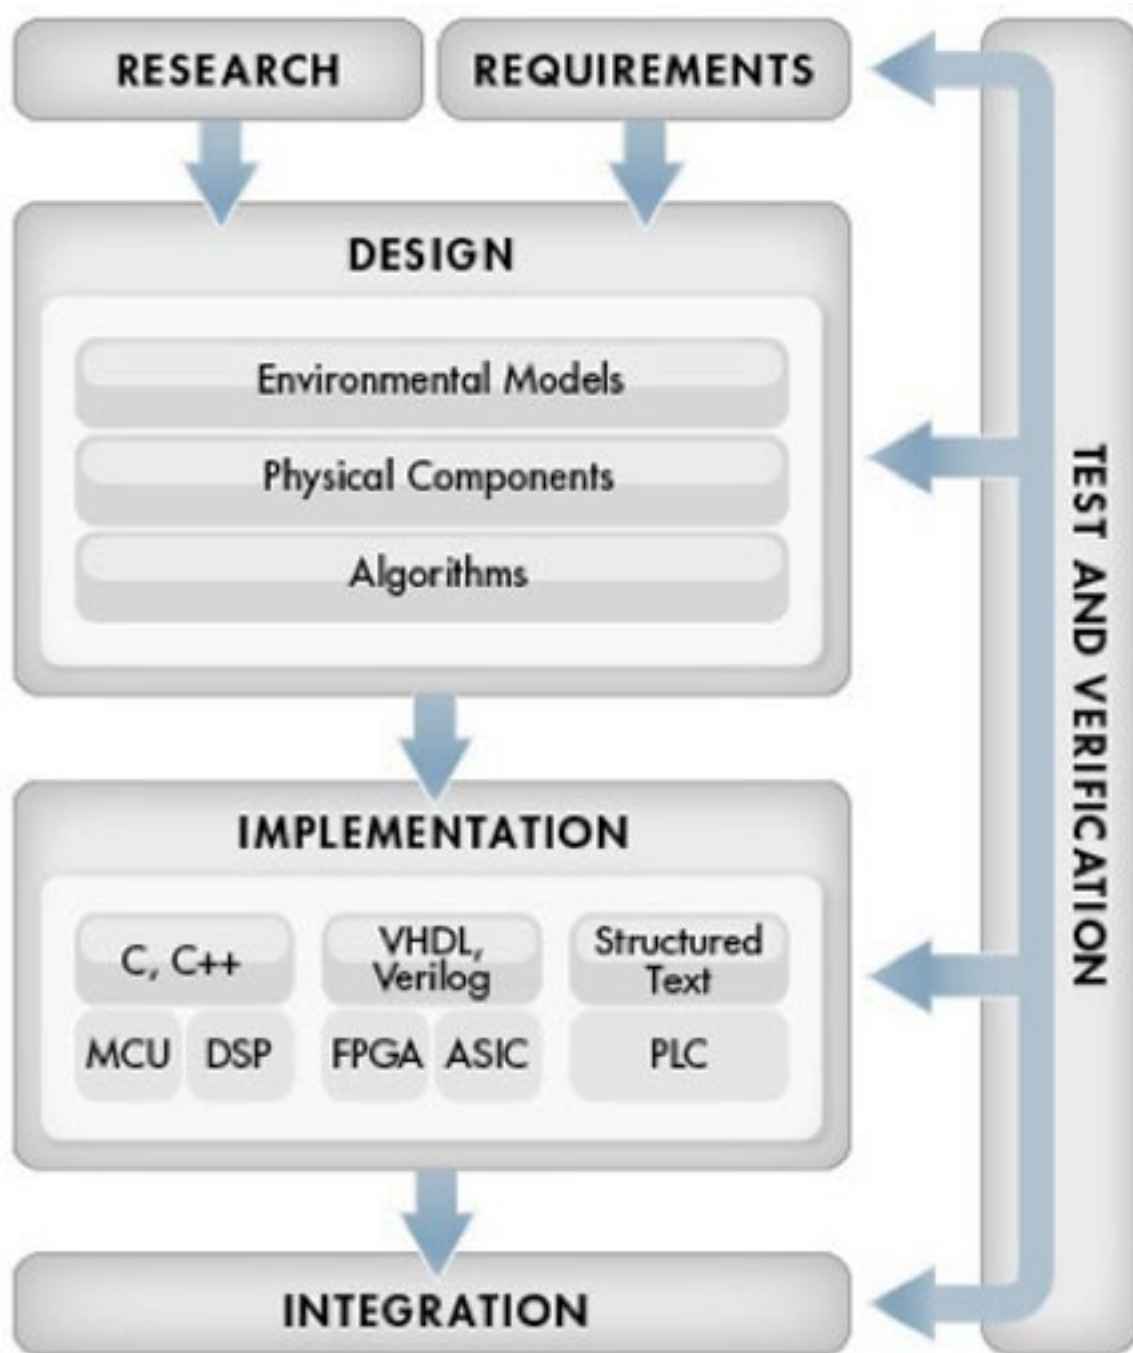 RESEARCH
REQUIREMENTS
DESIGN
Environmental Models
Physical Components
Algorithms
IMPLEMENTATION
C, C++
VHDL,
Verilog
Structured
Text
MCU
DSP
FPGA
ASIC
PLC
INTEGRATION
TEST AND VERIFICATION